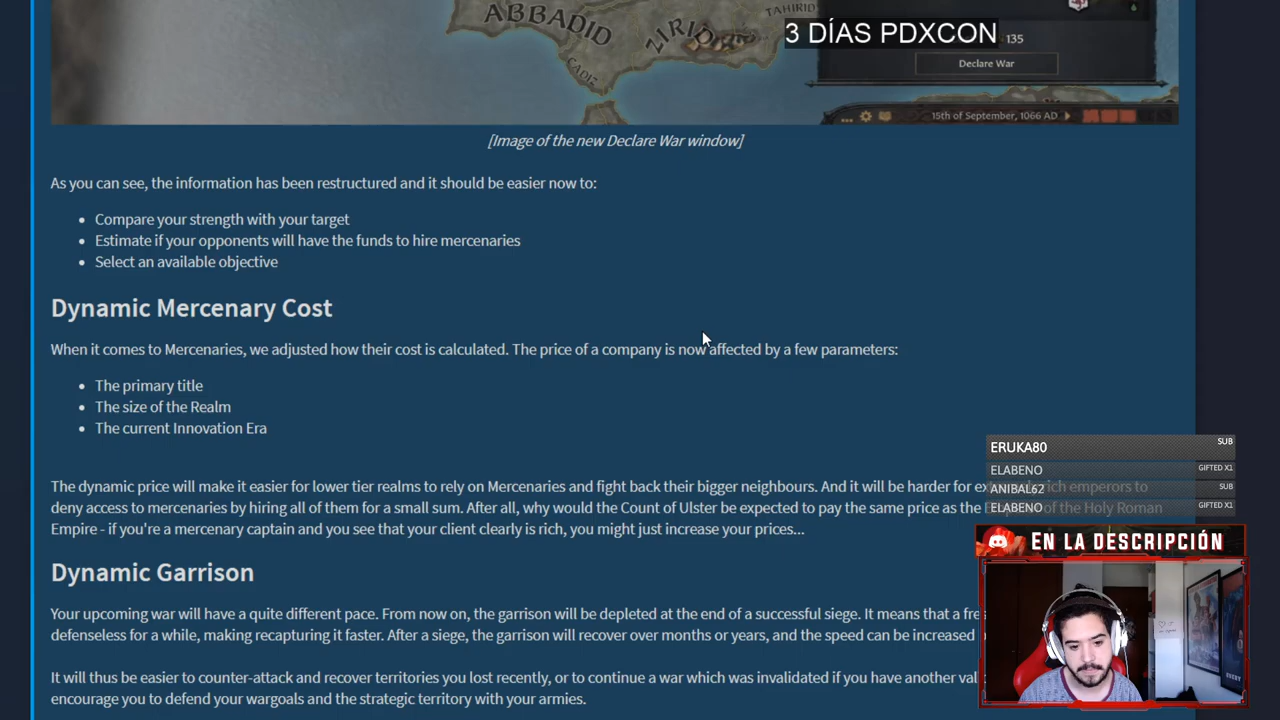 ABBADID
ZIRID
TAHIRID
CADIZ
3 DÍAS PDXCON
135
Declare War
15th of September, 1066 AD
[Image of the new Declare War window]
As you can see, the information has been restructured and it should be easier now to:
• Compare your strength with your target
• Estimate if your opponents will have the funds to hire mercenaries
• Select an available objective
Dynamic Mercenary Cost
When it comes to Mercenaries, we adjusted how their cost is calculated. The price of a company is now affected by a few parameters:
• The primary title
• The size of the Realm
• The current Innovation Era
The dynamic price will make it easier for lower tier realms to rely on Mercenaries and fight back their bigger neighbours. And it will be harder for rich emperors to
deny access to mercenaries by hiring all of them for a small sum. After all, why would the Count of Ulster be expected to pay the same price as the of the Holy Roman
Empire - if you're a mercenary captain and you see that your client clearly is rich, you might just increase your prices...
Dynamic Garrison
Your upcoming war will have a quite different pace. From now on, the garrison will be depleted at the end of a successful siege. It means that a
defenseless for a while, making recapturing it faster. After a siege, the garrison will recover over months or years, and the speed can be increased
It will thus be easier to counter-attack and recover territories you lost recently, or to continue a war which was invalidated if you have another
encourage you to defend your wargoals and the strategic territory with your armies.
ERUKA80 SUB
ELABENO GIFTED X1
ANIBAL62 SUB
ELABENO GIFTED X1
EN LA DESCRIPCIÓN